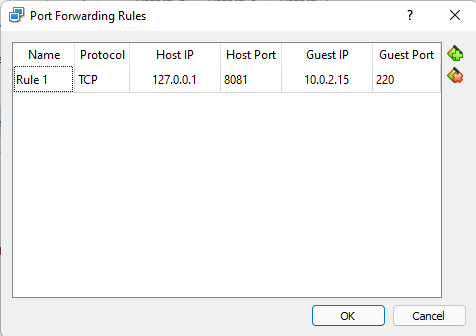 Port Forwarding Rules ?
Name Protocol Host IP Host Port Guest IP Guest Port
Rule 1 TCP 127.0.0.1 8081 10.0.2.15 220
OK Cancel